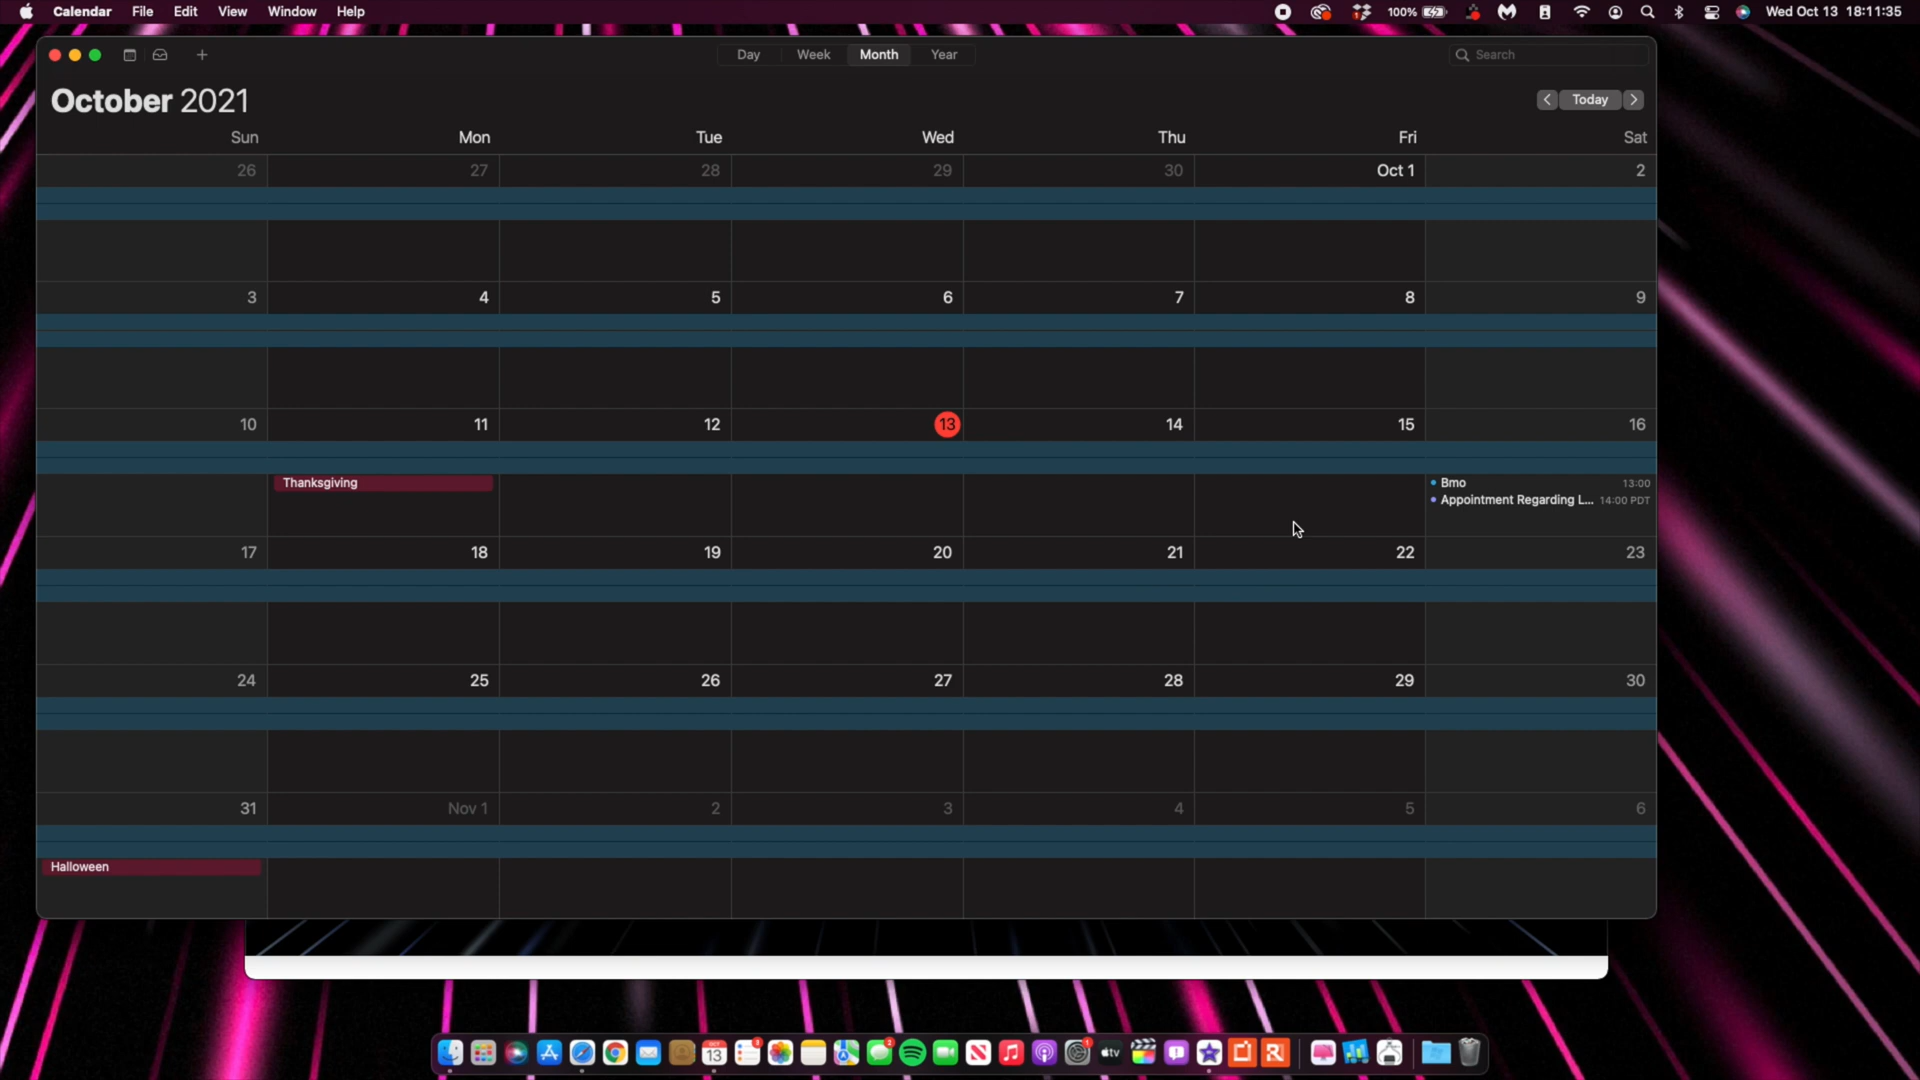 Calendar File Edit View Window Help 100% Wed Oct 13 18:11:35
Day Week Month Year Search
October 2021 Today
Sun Mon Tue Wed Thu Fri Sat
26 27 28 29 30 Oct 1 2
3 4 5 6 7 8 9
10 11 12 13 14 15 16
Thanksgiving Bmo 13:00
Appointment Regarding L... 14:00 PDT
17 18 19 20 21 22 23
24 25 26 27 28 29 30
31 Nov 1 2 3 4 5 6
Halloween